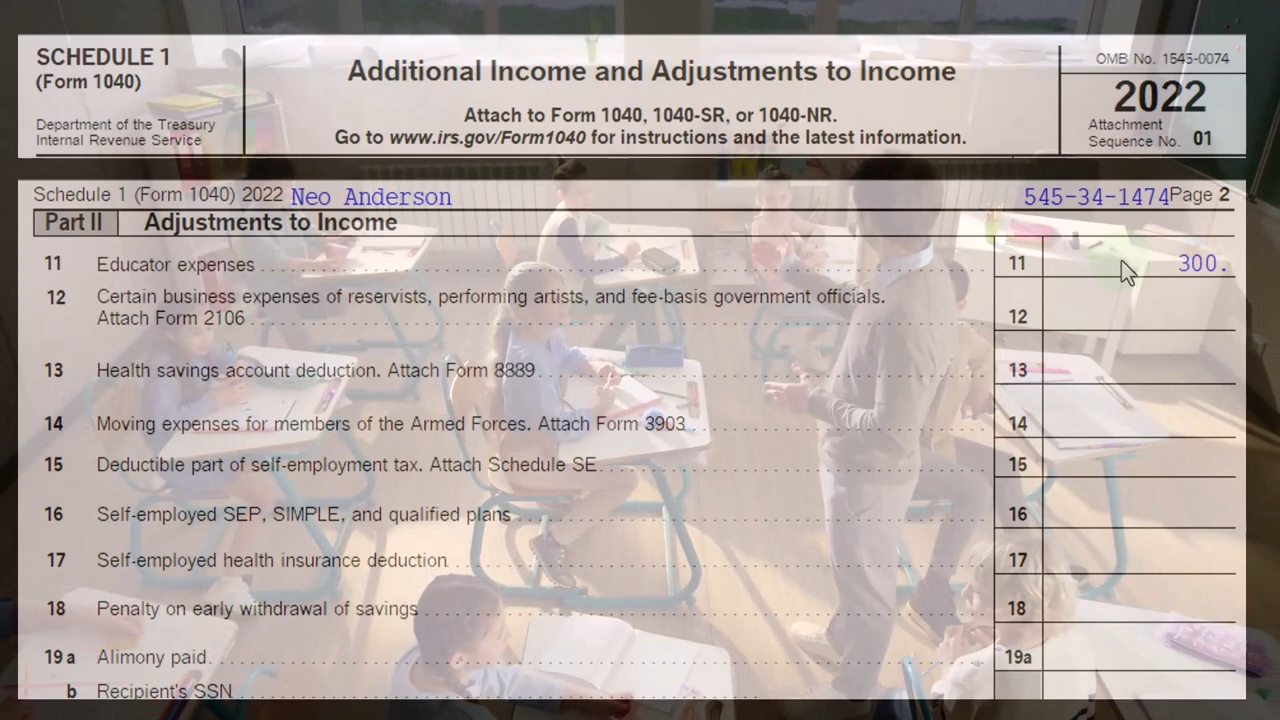 SCHEDULE 1
(Form 1040)
Department of the Treasury
Internal Revenue Service
Additional Income and Adjustments to Income
Attach to Form 1040, 1040-SR, or 1040-NR.
Go to www.irs.gov/Form1040 for instructions and the latest information.
OMB No. 1545-0074
2022
Attachment
Sequence No. 01
Schedule 1 (Form 1040) 2022 Neo Anderson 545-34-1474 Page 2
Part II Adjustments to Income
11 Educator expenses 11 300.
12 Certain business expenses of reservists, performing artists, and fee-basis government officials.
Attach Form 2106 12
13 Health savings account deduction. Attach Form 8889 13
14 Moving expenses for members of the Armed Forces. Attach Form 3903 14
15 Deductible part of self-employment tax. Attach Schedule SE 15
16 Self-employed SEP, SIMPLE, and qualified plans 16
17 Self-employed health insurance deduction 17
18 Penalty on early withdrawal of savings 18
19a Alimony paid 19a
b Recipient's SSN